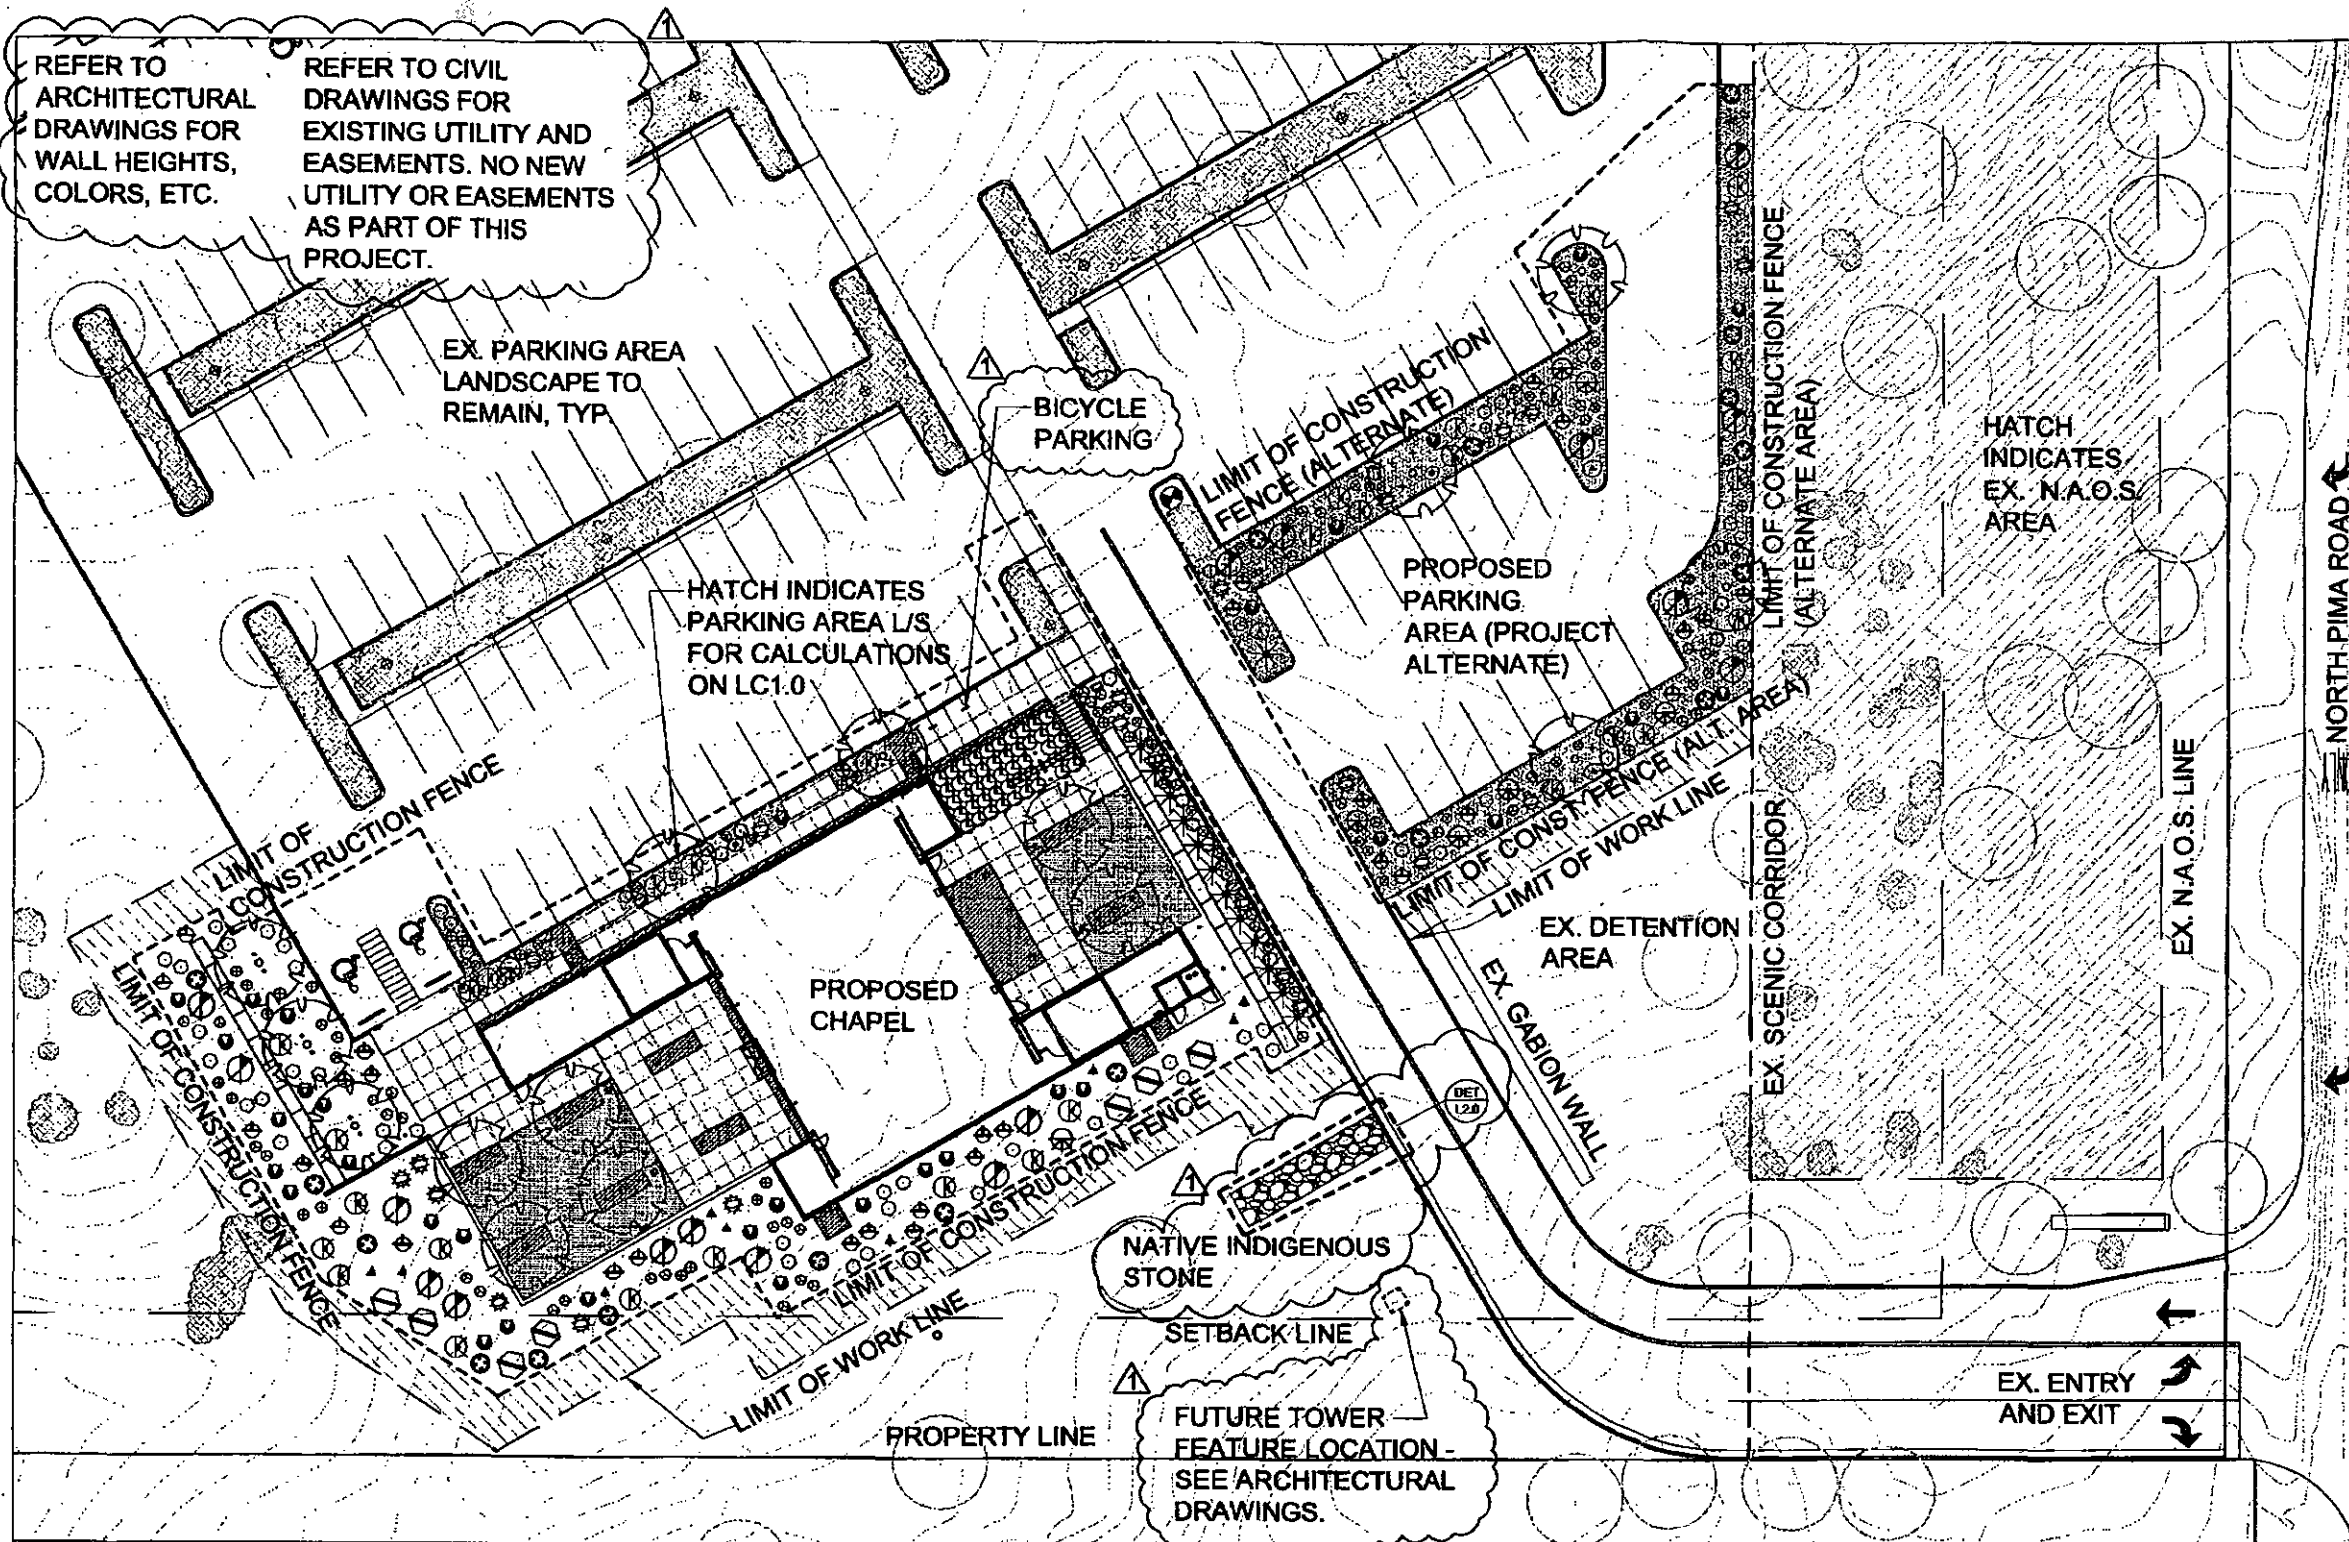 REFER TO
ARCHITECTURAL
DRAWINGS FOR
WALL HEIGHTS,
COLORS, ETC.
REFER TO CIVIL
DRAWINGS FOR
EXISTING UTILITY AND
EASEMENTS. NO NEW
UTILITY OR EASEMENTS
AS PART OF THIS
PROJECT.
1
EX. PARKING AREA
LANDSCAPE TO
REMAIN, TYP.
1
BICYCLE
PARKING
LIMIT OF CONSTRUCTION
FENCE (ALTERNATE)
LIMIT OF CONSTRUCTION FENCE
(ALTERNATE AREA)
HATCH
INDICATES
EX. N.A.O.S.
AREA
NORTH PIMA ROAD
HATCH INDICATES
PARKING AREA L/S
FOR CALCULATIONS
ON LC1.0
PROPOSED
PARKING
AREA (PROJECT
ALTERNATE)
LIMIT OF CONST. FENCE (ALT. AREA)
LIMIT OF WORK LINE
EX. N.A.O.S. LINE
EX. SCENIC CORRIDOR
LIMIT OF
CONSTRUCTION FENCE
LIMIT OF CONSTRUCTION FENCE
PROPOSED
CHAPEL
EX. DETENTION
AREA
EX. GABION WALL
DET
L2.0
LIMIT OF CONSTRUCTION FENCE
LIMIT OF WORK LINE
1
NATIVE INDIGENOUS
STONE
SETBACK LINE
1
FUTURE TOWER
FEATURE LOCATION -
SEE ARCHITECTURAL
DRAWINGS.
PROPERTY LINE
EX. ENTRY
AND EXIT